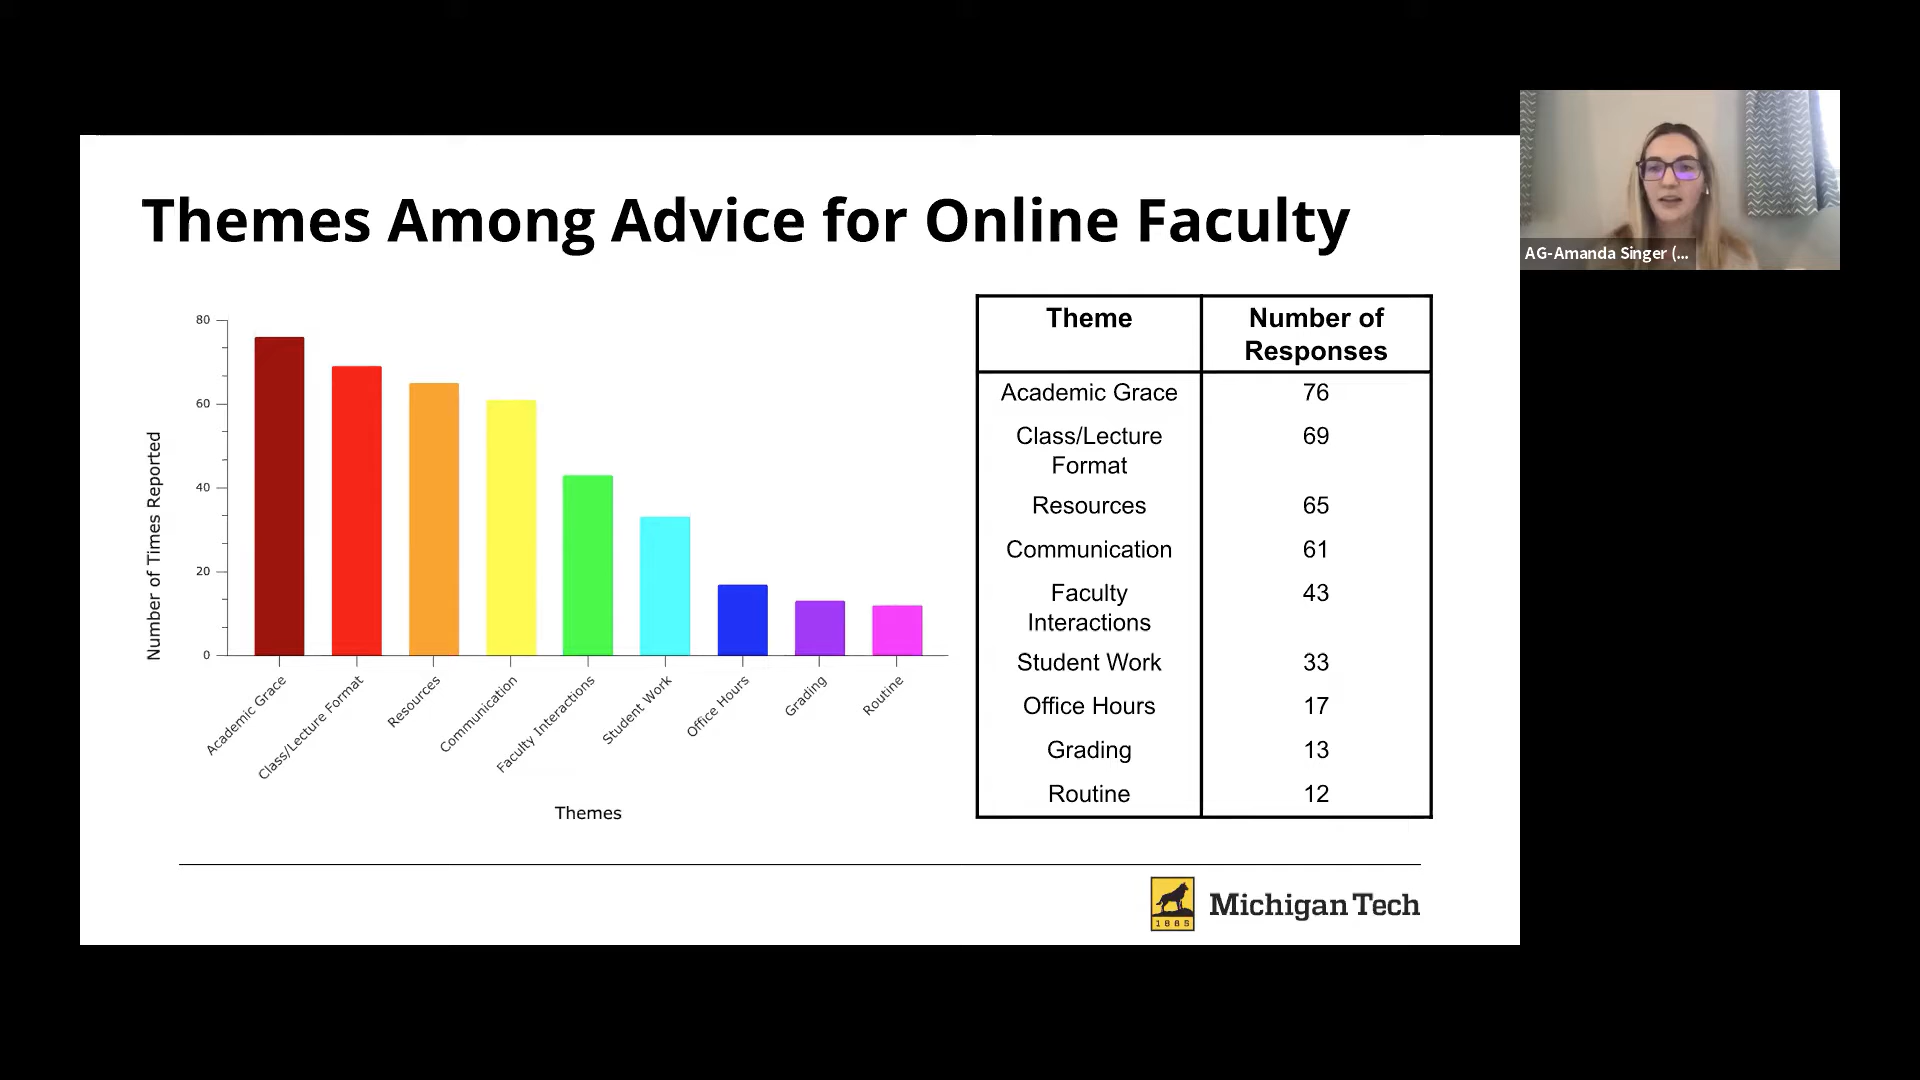 Themes Among Advice for Online Faculty
80
60
40
20
0
Number of Times Reported
Academic Grace
Class/Lecture Format
Resources
Communication
Faculty Interactions
Student Work
Office Hours
Grading
Routine
Themes
Theme Number of
Responses
Academic Grace 76
Class/Lecture 69
Format
Resources 65
Communication 61
Faculty 43
Interactions
Student Work 33
Office Hours 17
Grading 13
Routine 12
1885
Michigan Tech
AG-Amanda Singer (...